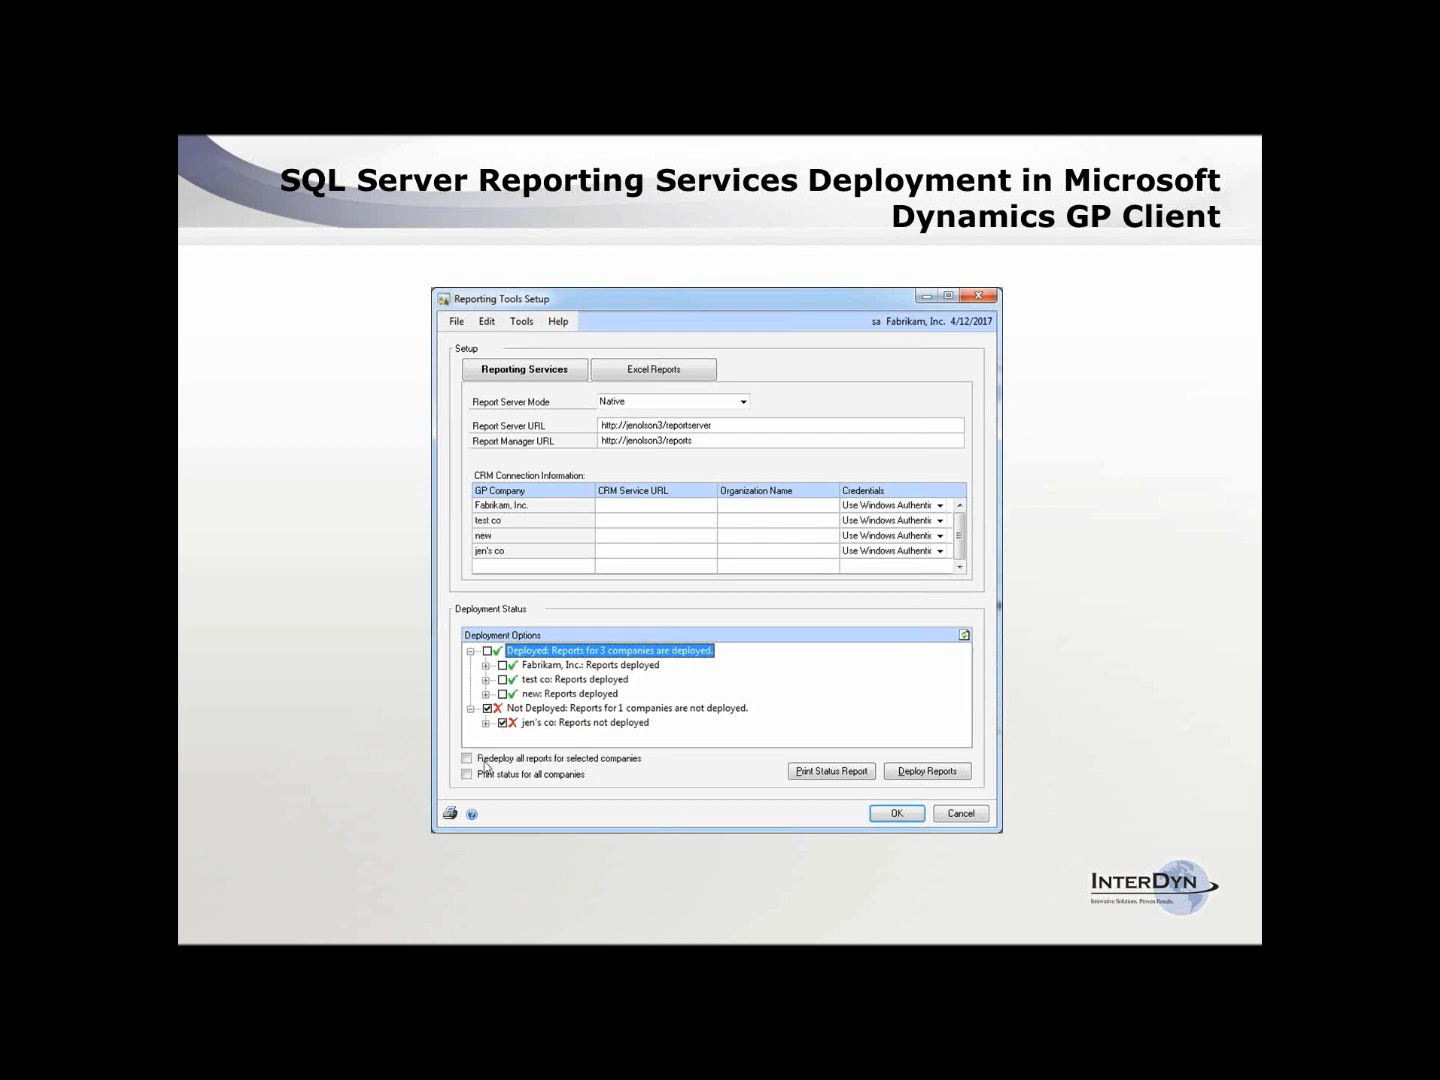 SQL Server Reporting Services Deployment in Microsoft
Dynamics GP Client
Reporting Tools Setup
File Edit Tools Help sa Fabrikam, Inc. 4/12/2017
Setup
Reporting Services Excel Reports
Report Server Mode Native
Report Server URL http://jenolson3/reportserver
Report Manager URL http://jenolson3/reports
CRM Connection Information:
GP Company CRM Service URL Organization Name Credentials
Fabrikam, Inc. Use Windows Authentic
test co Use Windows Authentic
new Use Windows Authentic
jen's co Use Windows Authentic
Deployment Status
Deployment Options
Deployed: Reports for 3 companies are deployed.
Fabrikam, Inc.: Reports deployed
test co: Reports deployed
new: Reports deployed
Not Deployed: Reports for 1 companies are not deployed.
jen's co: Reports not deployed
Redeploy all reports for selected companies
Print status for all companies
Print Status Report Deploy Reports
OK Cancel
INTERDYN
Innovative Solutions. Proven Results.